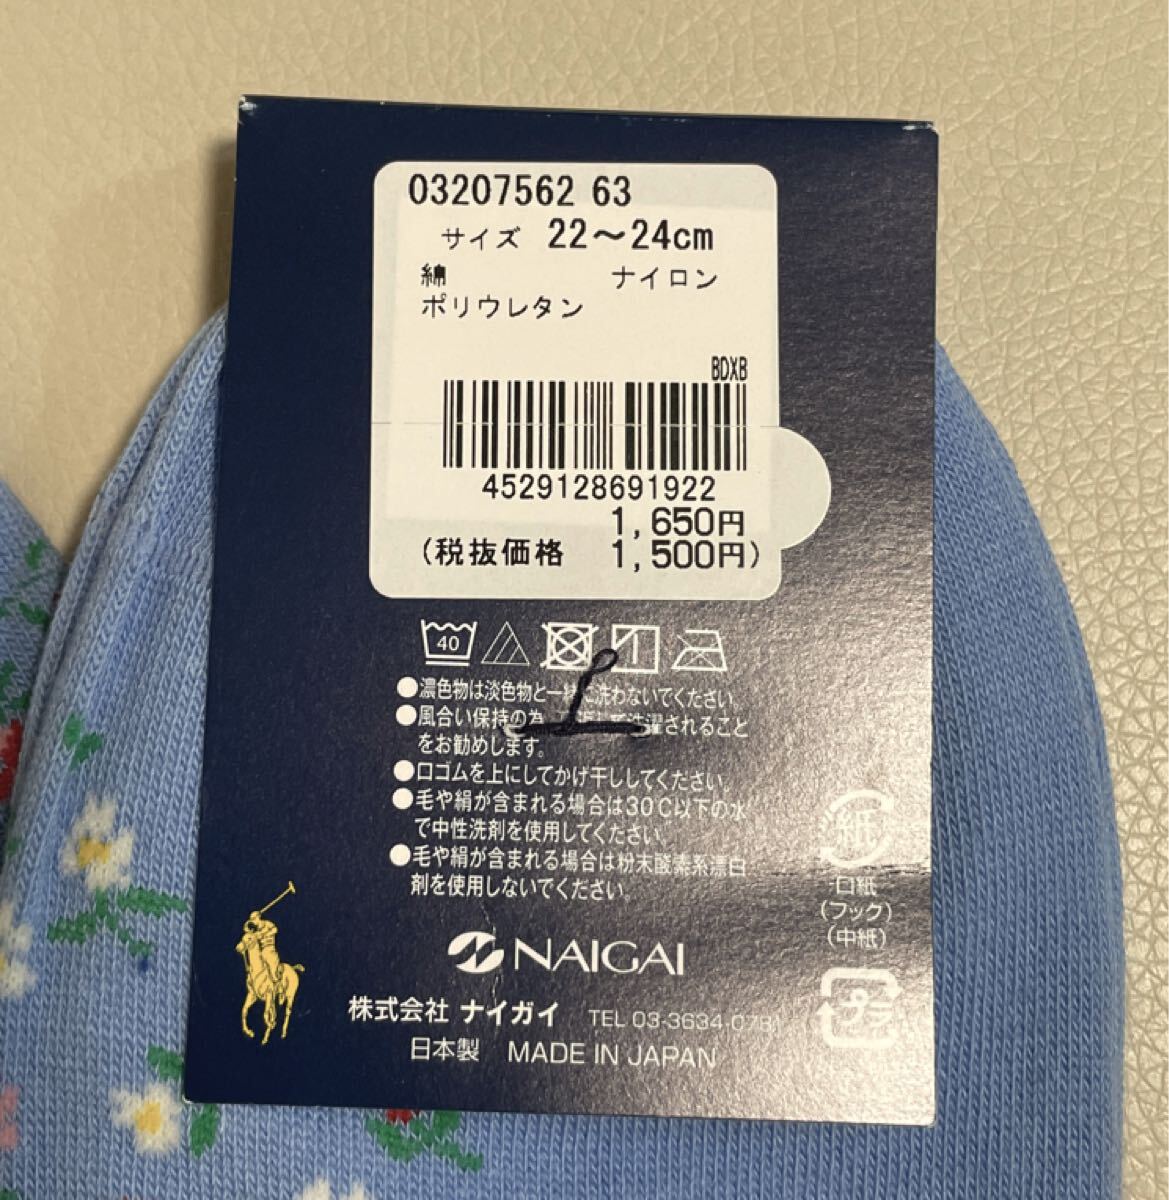 03207562 63
サイズ 22～24cm
綿 ナイロン
ポリウレタン
BDXB
4529128691922
1,650円
(税抜価格 1,500円)
40
●濃色物は淡色物と一緒に洗わないでください
●風合い保持の為 洗濯されること
をお勧めします。
●口ゴムを上にしてかげ干ししてください。
●毛や絹が含まれる場合は30℃以下の水
で中性洗剤を使用してください。
●毛や絹が含まれる場合は粉末酸素系漂白
剤を使用しないでください。
紙
口紙
(フック)
(中紙)
プラ
NAIGAI
株式会社 ナイガイ TEL 03-3634-0781
日本製 MADE IN JAPAN